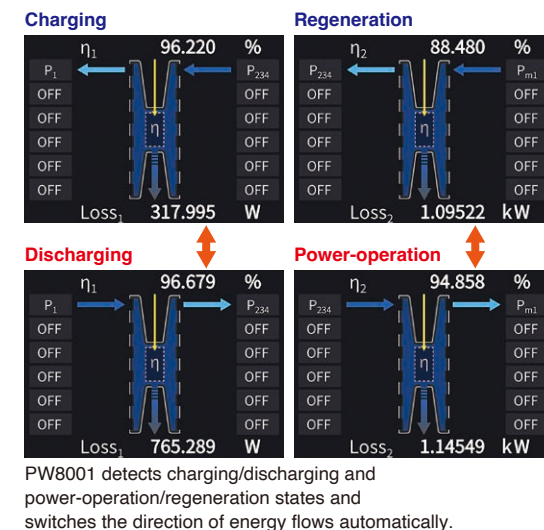 Charging
η1 96.220 %
P1 P234
OFF OFF
OFF OFF
OFF OFF
OFF OFF
OFF OFF
η
Loss1 317.995 W
Regeneration
η2 88.480 %
P234 Pm1
OFF OFF
OFF OFF
OFF OFF
OFF OFF
OFF OFF
η
Loss2 1.09522 kW
Discharging
η1 96.679 %
P1 P234
OFF OFF
OFF OFF
OFF OFF
OFF OFF
OFF OFF
η
Loss1 765.289 W
Power-operation
η2 94.858 %
P234 Pm1
OFF OFF
OFF OFF
OFF OFF
OFF OFF
OFF OFF
η
Loss2 1.14549 kW
PW8001 detects charging/discharging and
power-operation/regeneration states and
switches the direction of energy flows automatically.